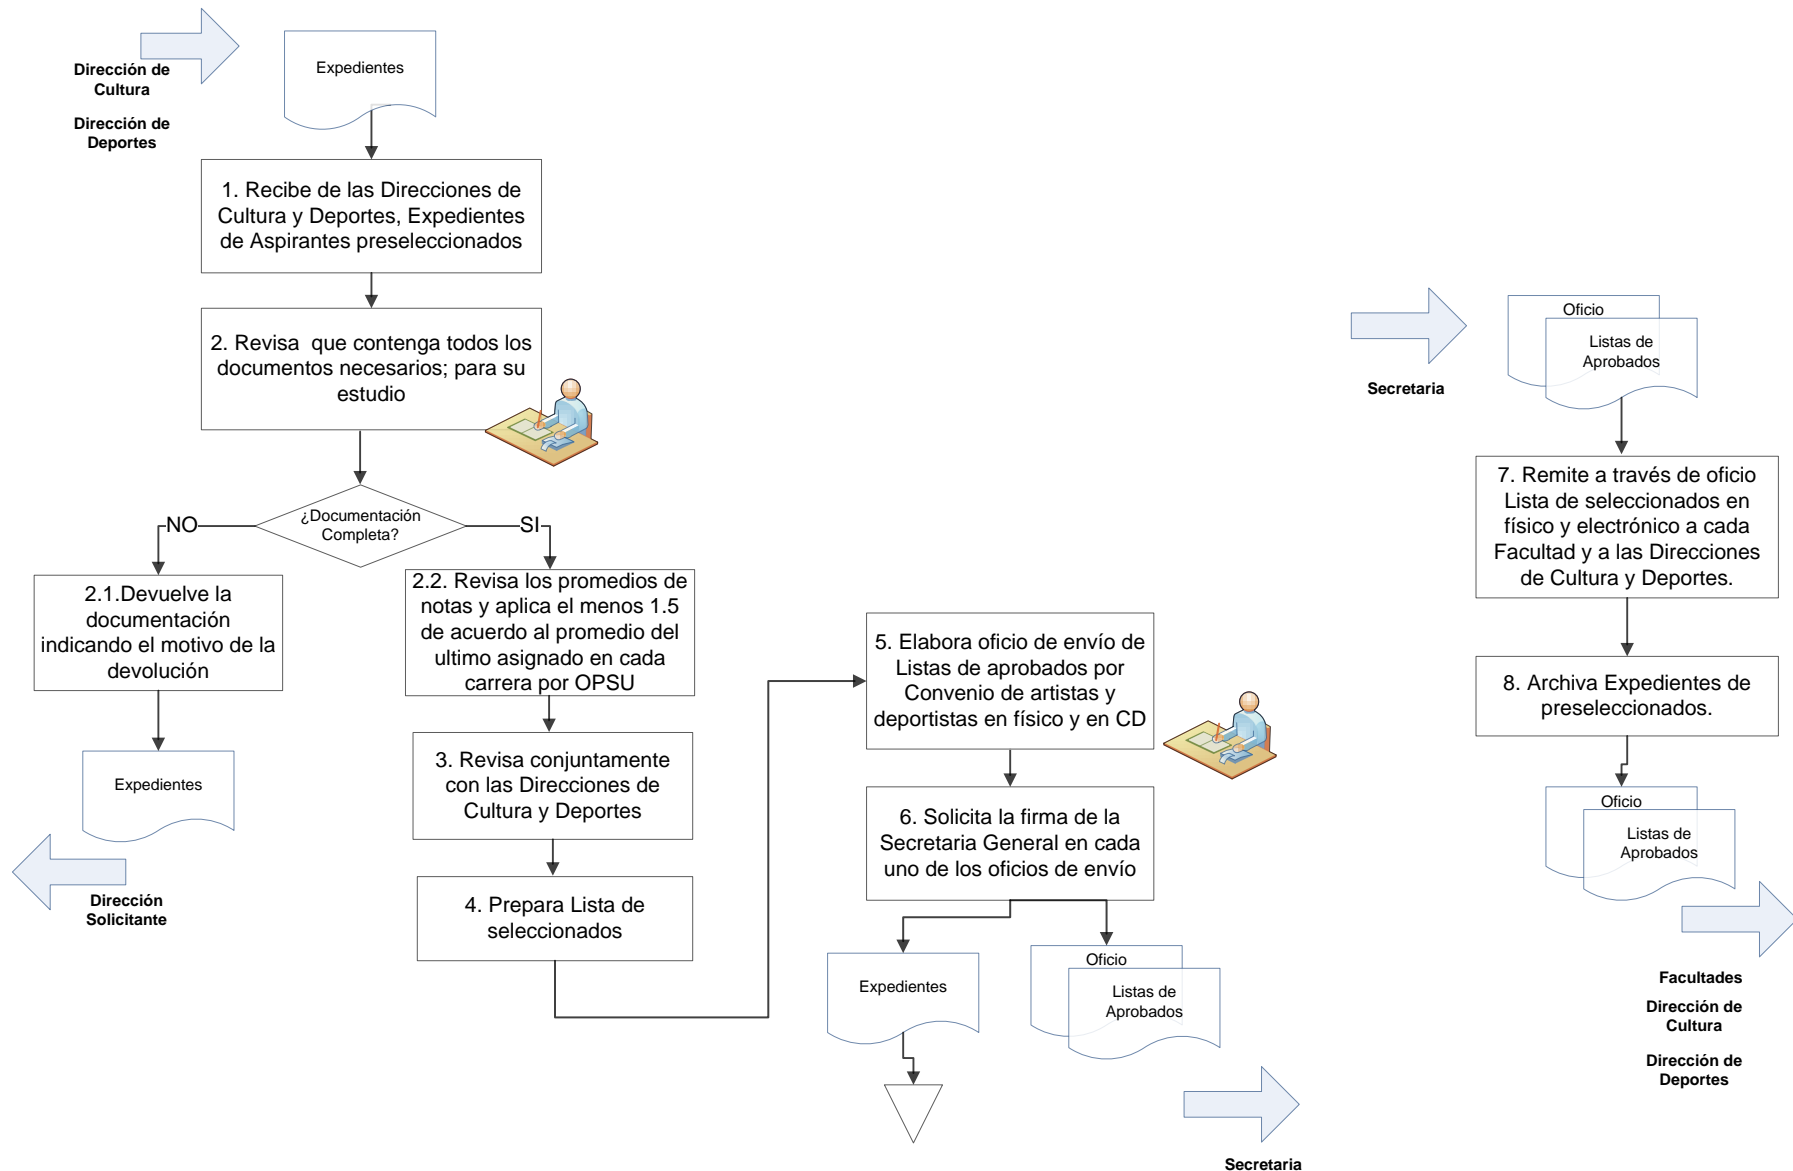 Dirección de
Cultura
Dirección de
Deportes
Expedientes
1. Recibe de las Direcciones de
Cultura y Deportes, Expedientes
de Aspirantes preseleccionados
2. Revisa que contenga todos los
documentos necesarios; para su
estudio
¿Documentación
Completa?
NO
SI
2.1.Devuelve la
documentación
indicando el motivo de la
devolución
Expedientes
Dirección
Solicitante
2.2. Revisa los promedios de
notas y aplica el menos 1.5
de acuerdo al promedio del
ultimo asignado en cada
carrera por OPSU
3. Revisa conjuntamente
con las Direcciones de
Cultura y Deportes
4. Prepara Lista de
seleccionados
5. Elabora oficio de envío de
Listas de aprobados por
Convenio de artistas y
deportistas en físico y en CD
6. Solicita la firma de la
Secretaria General en cada
uno de los oficios de envío
Expedientes
Oficio
Listas de
Aprobados
Secretaria
Secretaria
Oficio
Listas de
Aprobados
7. Remite a través de oficio
Lista de seleccionados en
físico y electrónico a cada
Facultad y a las Direcciones
de Cultura y Deportes.
8. Archiva Expedientes de
preseleccionados.
Oficio
Listas de
Aprobados
Facultades
Dirección de
Cultura
Dirección de
Deportes